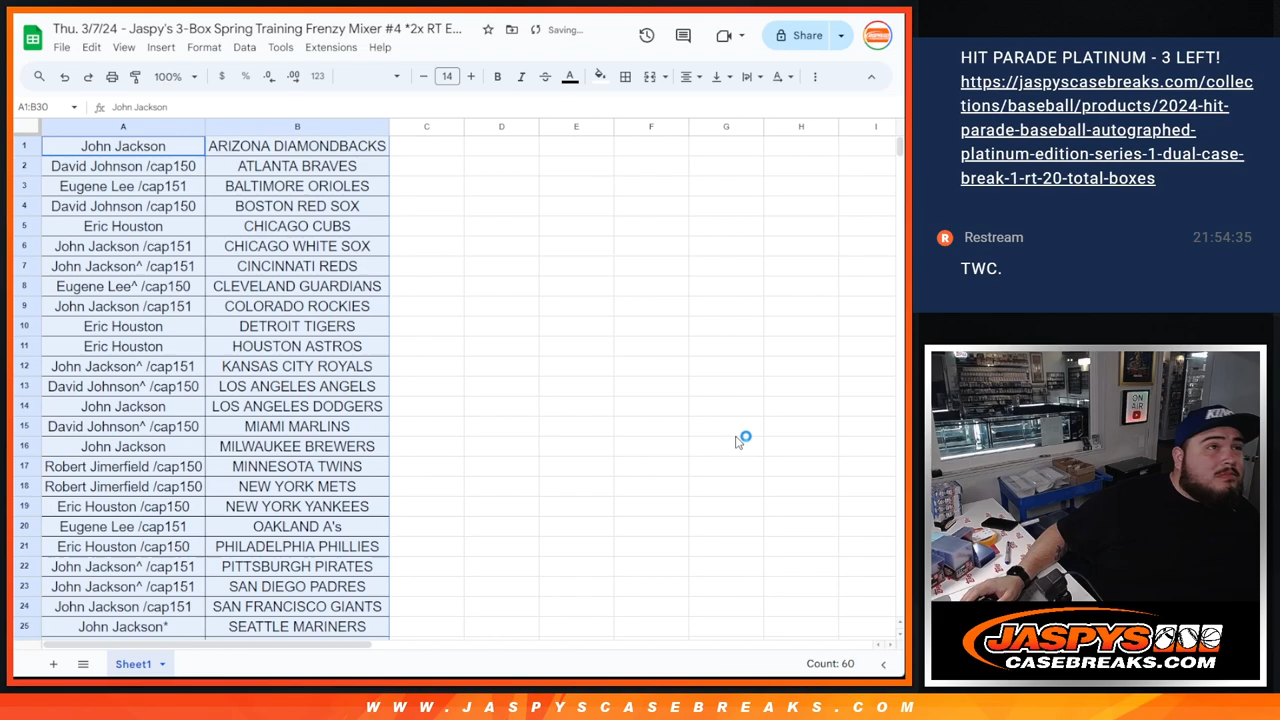 Thu. 3/7/24 - Jaspy's 3-Box Spring Training Frenzy Mixer #4 *2x RT E...
Saving...
Share
File Edit View Insert Format Data Tools Extensions Help
100% $ % .0 .00 123 14 B I S A
A1:B30 fx John Jackson
A B C D E F G H I
1 John Jackson ARIZONA DIAMONDBACKS
2 David Johnson /cap150 ATLANTA BRAVES
3 Eugene Lee /cap151 BALTIMORE ORIOLES
4 David Johnson /cap150 BOSTON RED SOX
5 Eric Houston CHICAGO CUBS
6 John Jackson /cap151 CHICAGO WHITE SOX
7 John Jackson^ /cap151 CINCINNATI REDS
8 Eugene Lee^ /cap150 CLEVELAND GUARDIANS
9 John Jackson /cap151 COLORADO ROCKIES
10 Eric Houston DETROIT TIGERS
11 Eric Houston HOUSTON ASTROS
12 John Jackson^ /cap151 KANSAS CITY ROYALS
13 David Johnson^ /cap150 LOS ANGELES ANGELS
14 John Jackson LOS ANGELES DODGERS
15 David Johnson^ /cap150 MIAMI MARLINS
16 John Jackson MILWAUKEE BREWERS
17 Robert Jimerfield /cap150 MINNESOTA TWINS
18 Robert Jimerfield /cap150 NEW YORK METS
19 Eric Houston /cap150 NEW YORK YANKEES
20 Eugene Lee /cap151 OAKLAND A's
21 Eric Houston /cap150 PHILADELPHIA PHILLIES
22 John Jackson^ /cap151 PITTSBURGH PIRATES
23 John Jackson^ /cap151 SAN DIEGO PADRES
24 John Jackson /cap151 SAN FRANCISCO GIANTS
25 John Jackson* SEATTLE MARINERS
Sheet1
Count: 60
HIT PARADE PLATINUM - 3 LEFT!
https://jaspyscasebreaks.com/collec
tions/baseball/products/2024-hit-
parade-baseball-autographed-
platinum-edition-series-1-dual-case-
break-1-rt-20-total-boxes
Restream 21:54:35
TWC.
ON AIR
JASPYS
CASEBREAKS.COM
WWW.JASPYSCASEBREAKS.COM